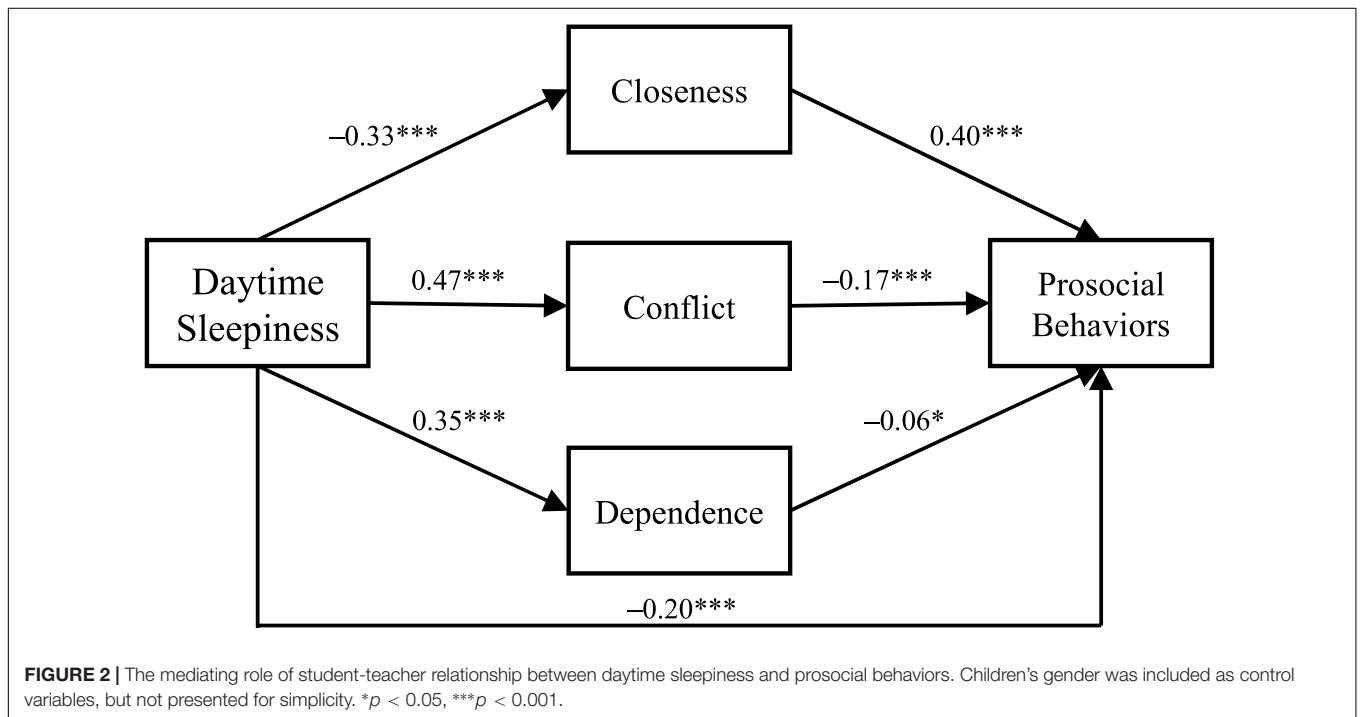 Closeness
–0.33***
0.40***
Daytime
Sleepiness
0.47***
Conflict
–0.17***
Prosocial
Behaviors
0.35***
–0.06*
Dependence
–0.20***
FIGURE 2 | The mediating role of student-teacher relationship between daytime sleepiness and prosocial behaviors. Children's gender was included as control
variables, but not presented for simplicity. *p < 0.05, ***p < 0.001.